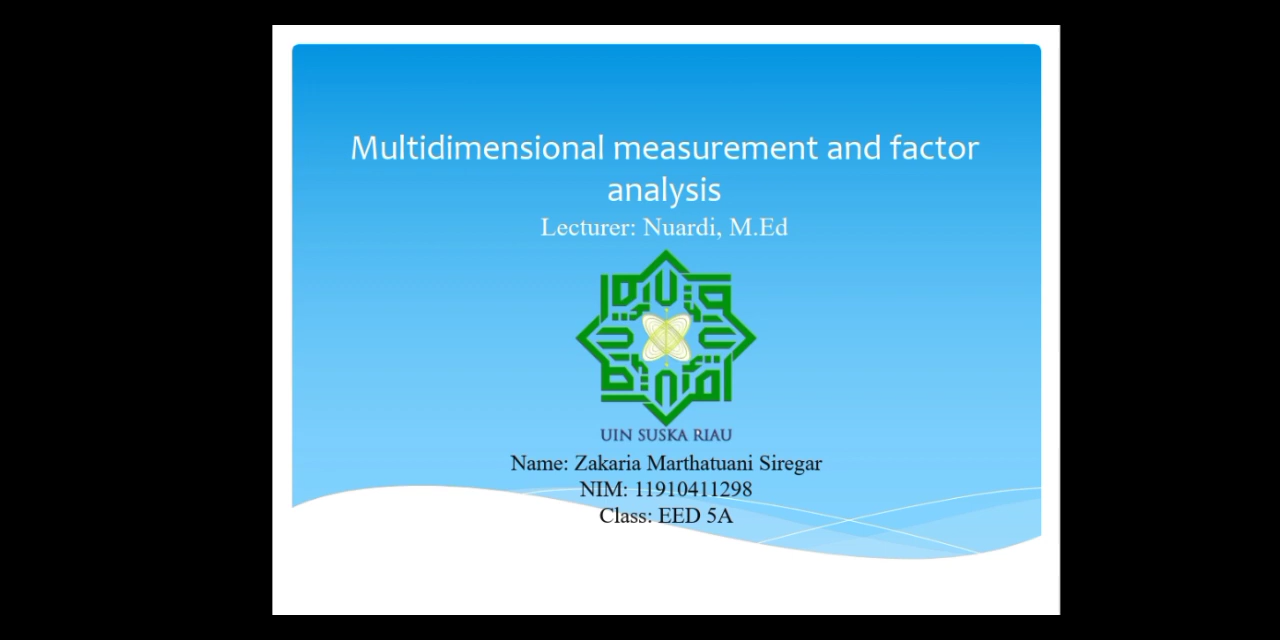 Multidimensional measurement and factor
analysis
Lecturer: Nuardi, M.Ed
UIN SUSKA RIAU
Name: Zakaria Marthatuani Siregar
NIM: 11910411298
Class: EED 5A